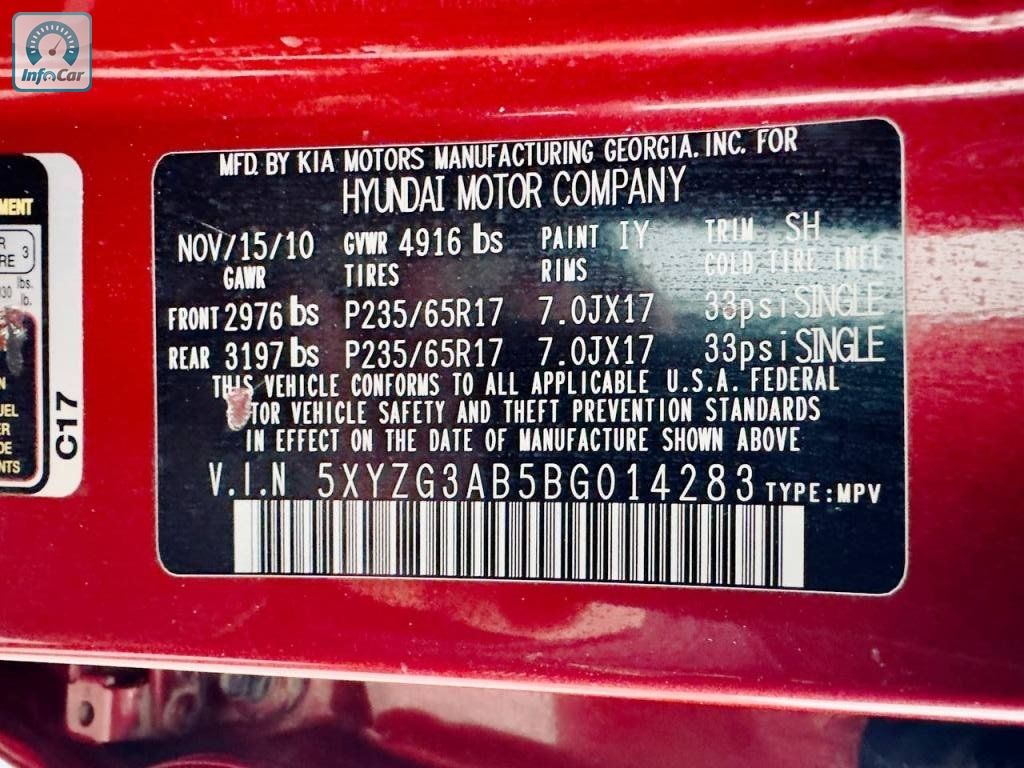 InfoCar
MFD. BY KIA MOTORS MANUFACTURING GEORGIA. INC. FOR
HYUNDAI MOTOR COMPANY
NOV/15/10 GVWR 4916 lbs PAINT IY TRIM SH
GAWR TIRES RIMS COLD TIRE INFL
FRONT 2976 lbs P235/65R17 7.0JX17 33psi SINGLE
REAR 3197 lbs P235/65R17 7.0JX17 33psi SINGLE
THIS VEHICLE CONFORMS TO ALL APPLICABLE U.S.A. FEDERAL
TOR VEHICLE SAFETY AND THEFT PREVENTION STANDARDS
IN EFFECT ON THE DATE OF MANUFACTURE SHOWN ABOVE
V.I.N 5XYZG3AB5BG014283 TYPE:MPV
C17